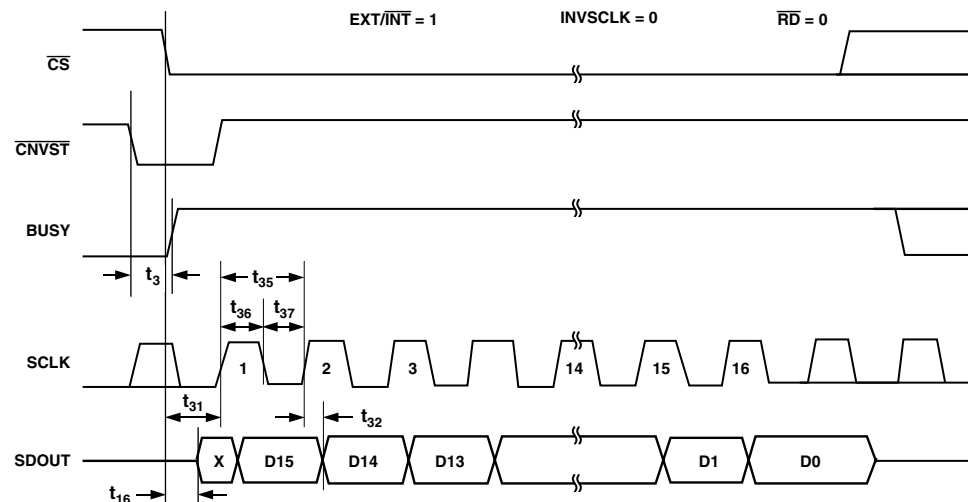 EXT/INT = 1 INVSCLK = 0 RD = 0
CS
CNVST
BUSY
t3
t35
t36 t37
SCLK
1 2 3 14 15 16
t31
t32
SDOUT
X D15 D14 D13 D1 D0
t16